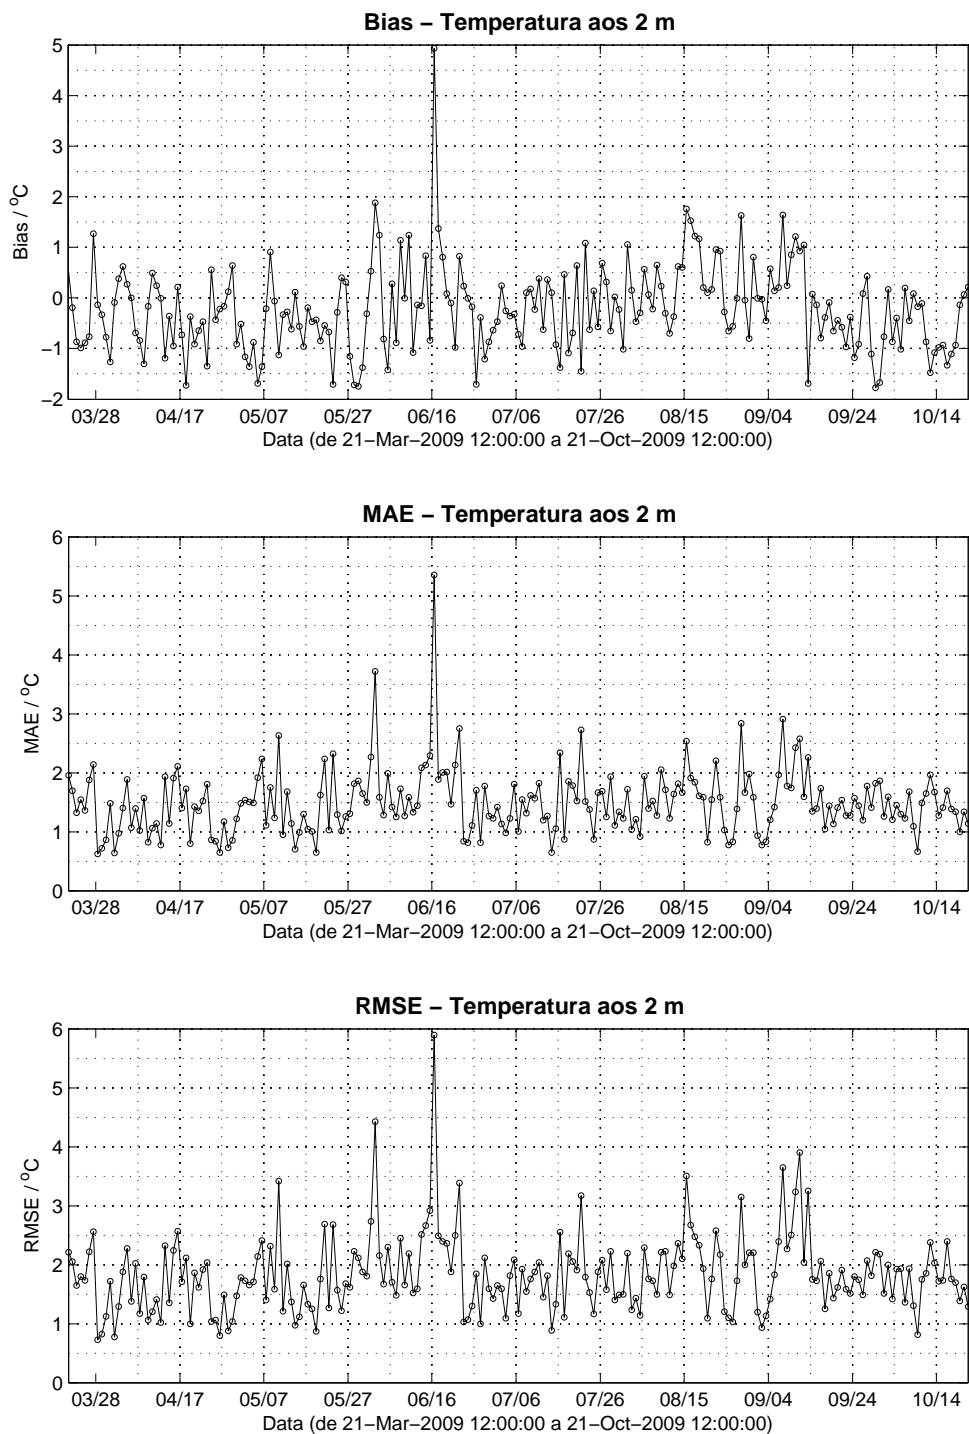 Bias – Temperatura aos 2 m
5
4
3
2
1
0
−1
−2
Bias / ºC
03/28 04/17 05/07 05/27 06/16 07/06 07/26 08/15 09/04 09/24 10/14
Data (de 21−Mar−2009 12:00:00 a 21−Oct−2009 12:00:00)
MAE – Temperatura aos 2 m
6
5
4
3
2
1
0
MAE / ºC
03/28 04/17 05/07 05/27 06/16 07/06 07/26 08/15 09/04 09/24 10/14
Data (de 21−Mar−2009 12:00:00 a 21−Oct−2009 12:00:00)
RMSE – Temperatura aos 2 m
6
5
4
3
2
1
0
RMSE / ºC
03/28 04/17 05/07 05/27 06/16 07/06 07/26 08/15 09/04 09/24 10/14
Data (de 21−Mar−2009 12:00:00 a 21−Oct−2009 12:00:00)